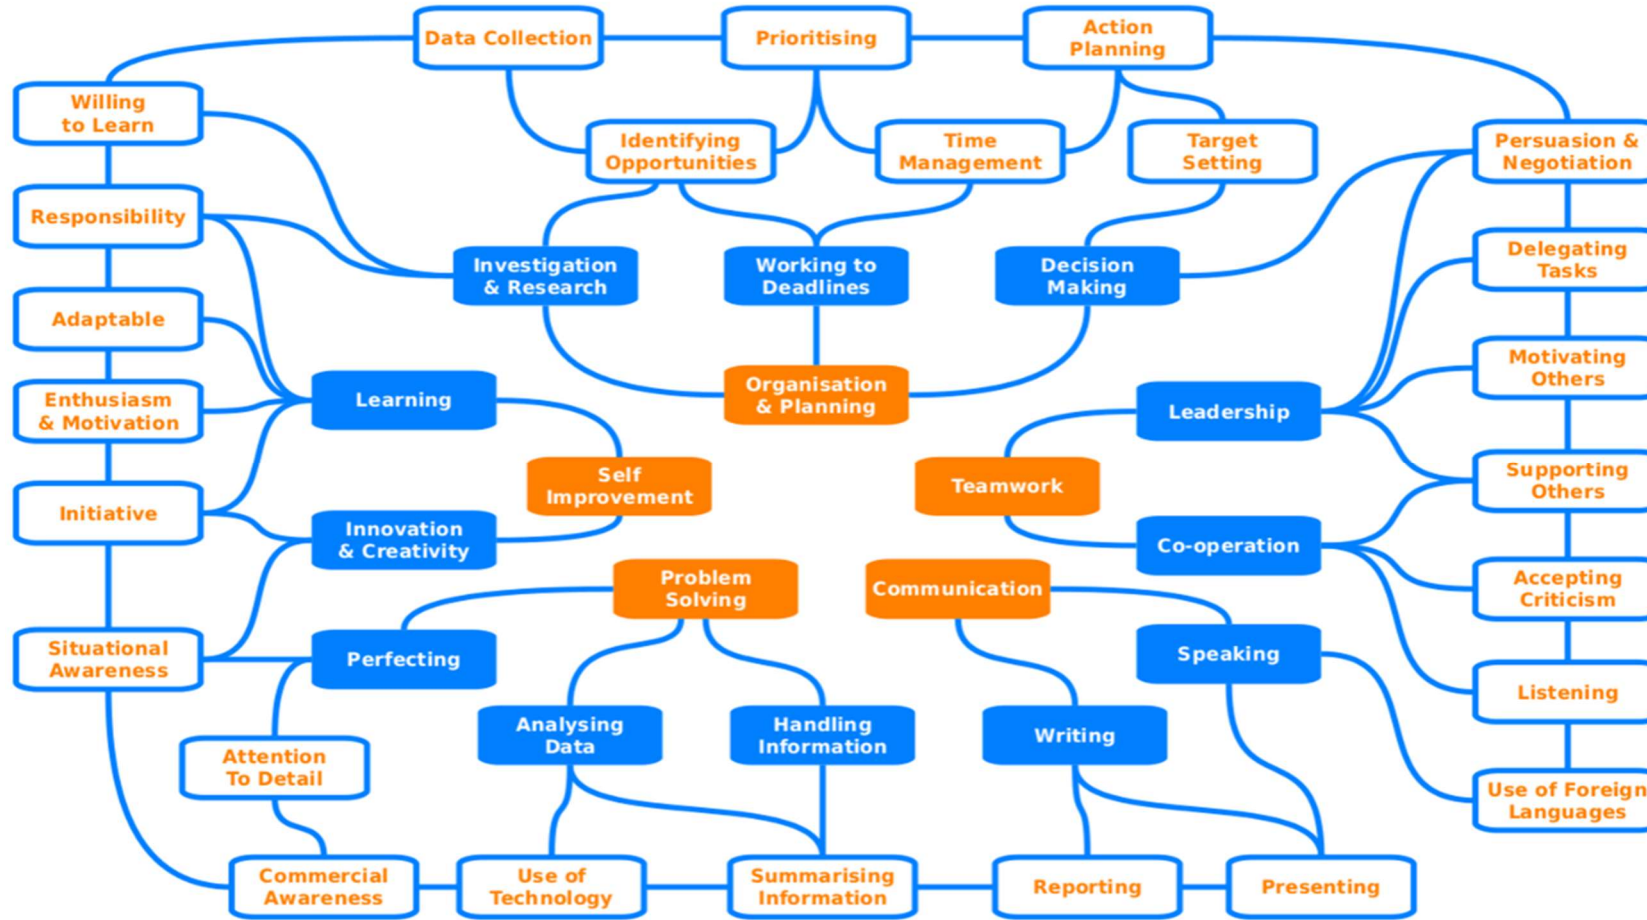 Data Collection
Prioritising
Action
Planning
Willing
to Learn
Identifying
Opportunities
Time
Management
Target
Setting
Persuasion &
Negotiation
Responsibility
Investigation
& Research
Working to
Deadlines
Decision
Making
Delegating
Tasks
Adaptable
Enthusiasm
& Motivation
Learning
Organisation
& Planning
Leadership
Motivating
Others
Self
Improvement
Teamwork
Supporting
Others
Initiative
Innovation
& Creativity
Co-operation
Problem
Solving
Communication
Accepting
Criticism
Situational
Awareness
Perfecting
Speaking
Listening
Analysing
Data
Handling
Information
Writing
Attention
To Detail
Use of Foreign
Languages
Commercial
Awareness
Use of
Technology
Summarising
Information
Reporting
Presenting